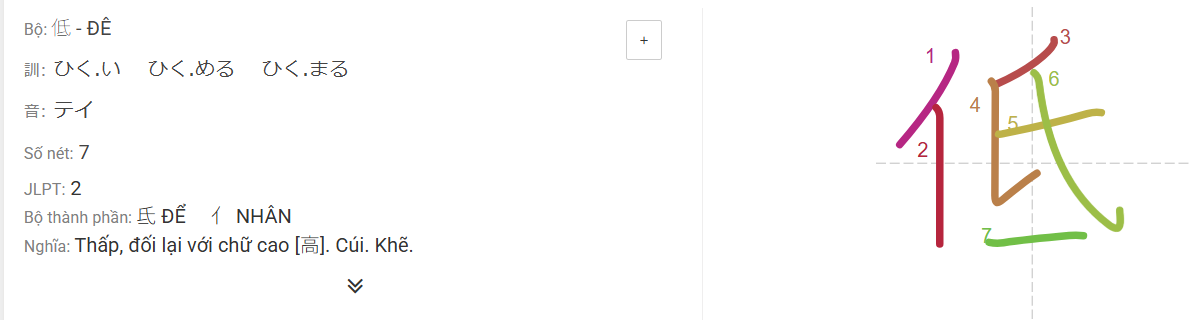 Bộ: 低 - ĐÊ
+
訓: ひく.い ひく.める ひく.まる
音: テイ
Số nét: 7
JLPT: 2
Bộ thành phần: 氐 ĐỂ 亻 NHÂN
Nghĩa: Thấp, đối lại với chữ cao [高]. Cúi. Khẽ.
低
1
2
3
4
5
6
7